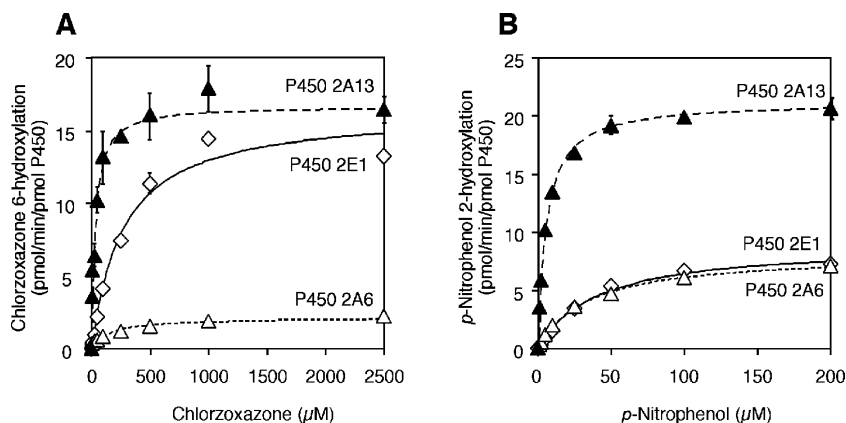 A
Chlorzoxazone 6-hydroxylation
(pmol/min/pmol P450)
20
15
10
5
0
P450 2A13
P450 2E1
P450 2A6
0
500
1000
1500
2000
2500
Chlorzoxazone (µM)
B
p-Nitrophenol 2-hydroxylation
(pmol/min/pmol P450)
25
20
15
10
5
0
P450 2A13
P450 2E1
P450 2A6
0
50
100
150
200
p-Nitrophenol (µM)